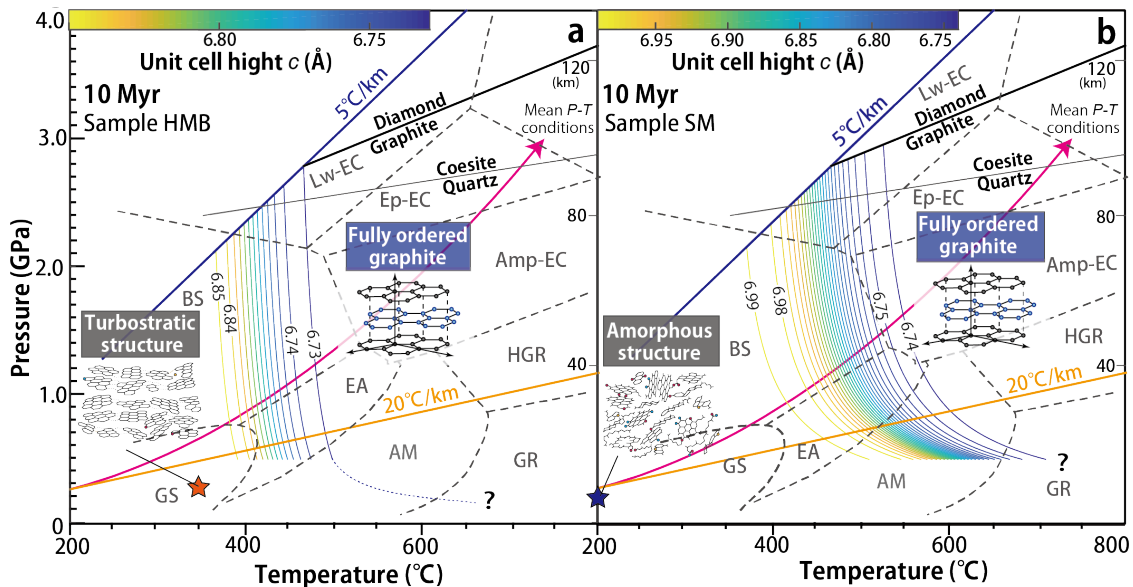 6.80
6.75
Unit cell hight c (Å)
a
10 Myr
Sample HMB
5℃/km
Diamond
Graphite
120
(km)
Mean P-T
conditions
Lw-EC
Coesite
Quartz
Ep-EC
80
Fully ordered
graphite
Amp-EC
BS
6.85
6.84
6.74
6.73
Turbostratic
structure
HGR
40
EA
20℃/km
AM
GR
GS
?
4.0
3.0
2.0
1.0
0
Pressure (GPa)
200
400
600
Temperature (℃)
6.95
6.90
6.85
6.80
6.75
Unit cell hight c (Å)
b
10 Myr
Sample SM
5℃/km
Lw-EC
Diamond
Graphite
120
(km)
Mean P-T
conditions
Coesite
Quartz
Ep-EC
80
Fully ordered
graphite
Amp-EC
6.99
6.98
6.75
6.74
BS
Amorphous
structure
HGR
40
20℃/km
EA
GS
AM
GR
?
200
400
600
800
Temperature (℃)